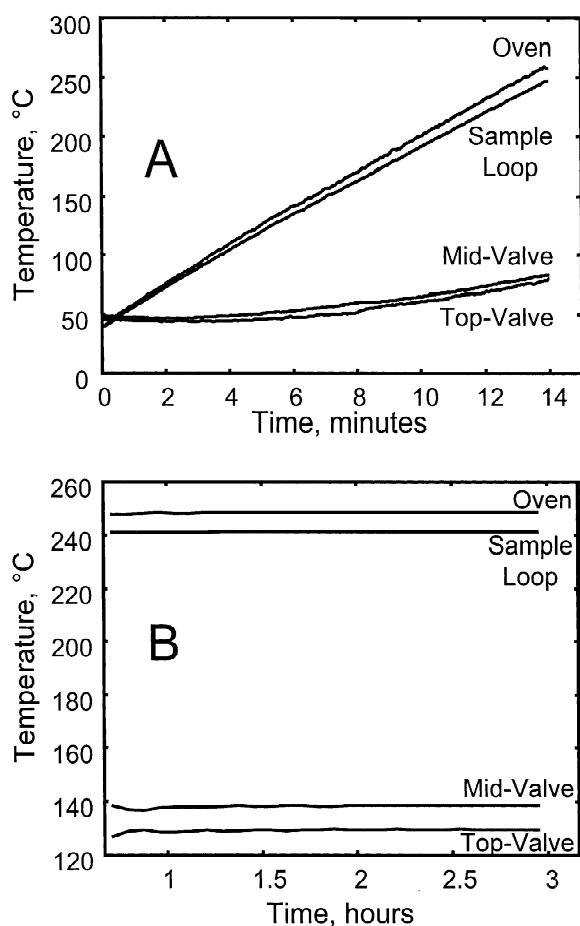 300
250
200
150
100
50
0
Temperature, °C
A
Oven
Sample
Loop
Mid-Valve
Top-Valve
0 2 4 6 8 10 12 14
Time, minutes
260
240
220
200
180
160
140
120
Temperature, °C
B
Oven
Sample
Loop
Mid-Valve
Top-Valve
1 1.5 2 2.5 3
Time, hours